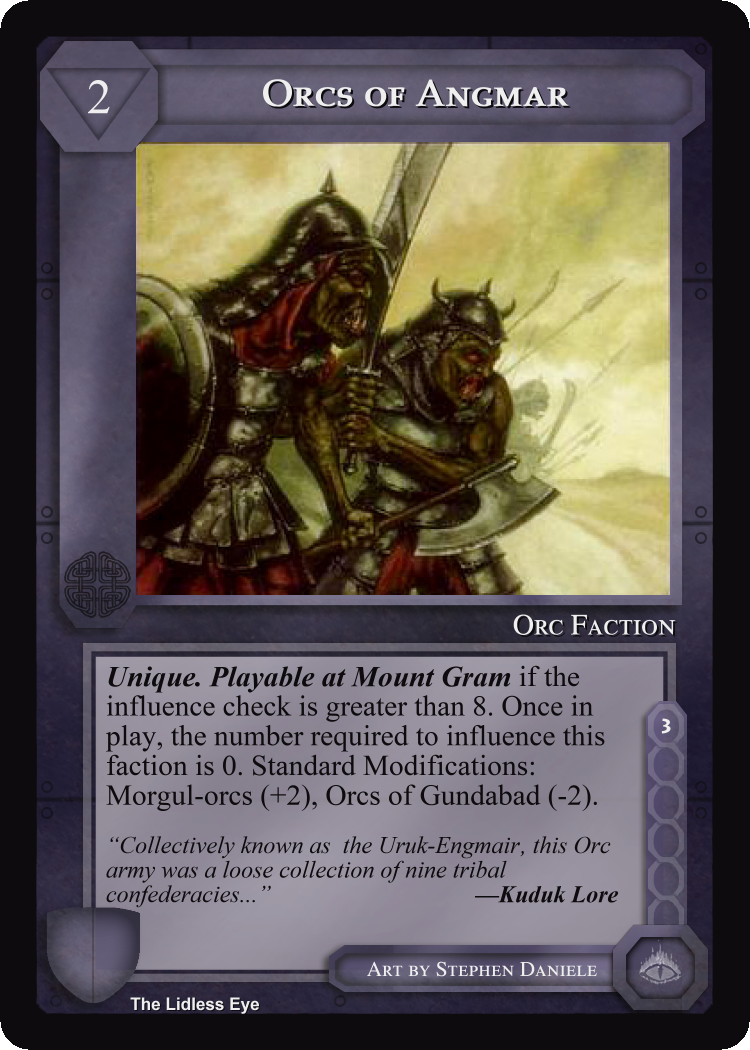 2
Orcs of Angmar
Orc Faction
Unique. Playable at Mount Gram if the
influence check is greater than 8. Once in
play, the number required to influence this
faction is 0. Standard Modifications:
Morgul-orcs (+2), Orcs of Gundabad (-2).
3
“Collectively known as the Uruk-Engmair, this Orc
army was a loose collection of nine tribal
confederacies...” —Kuduk Lore
Art by Stephen Daniele
The Lidless Eye